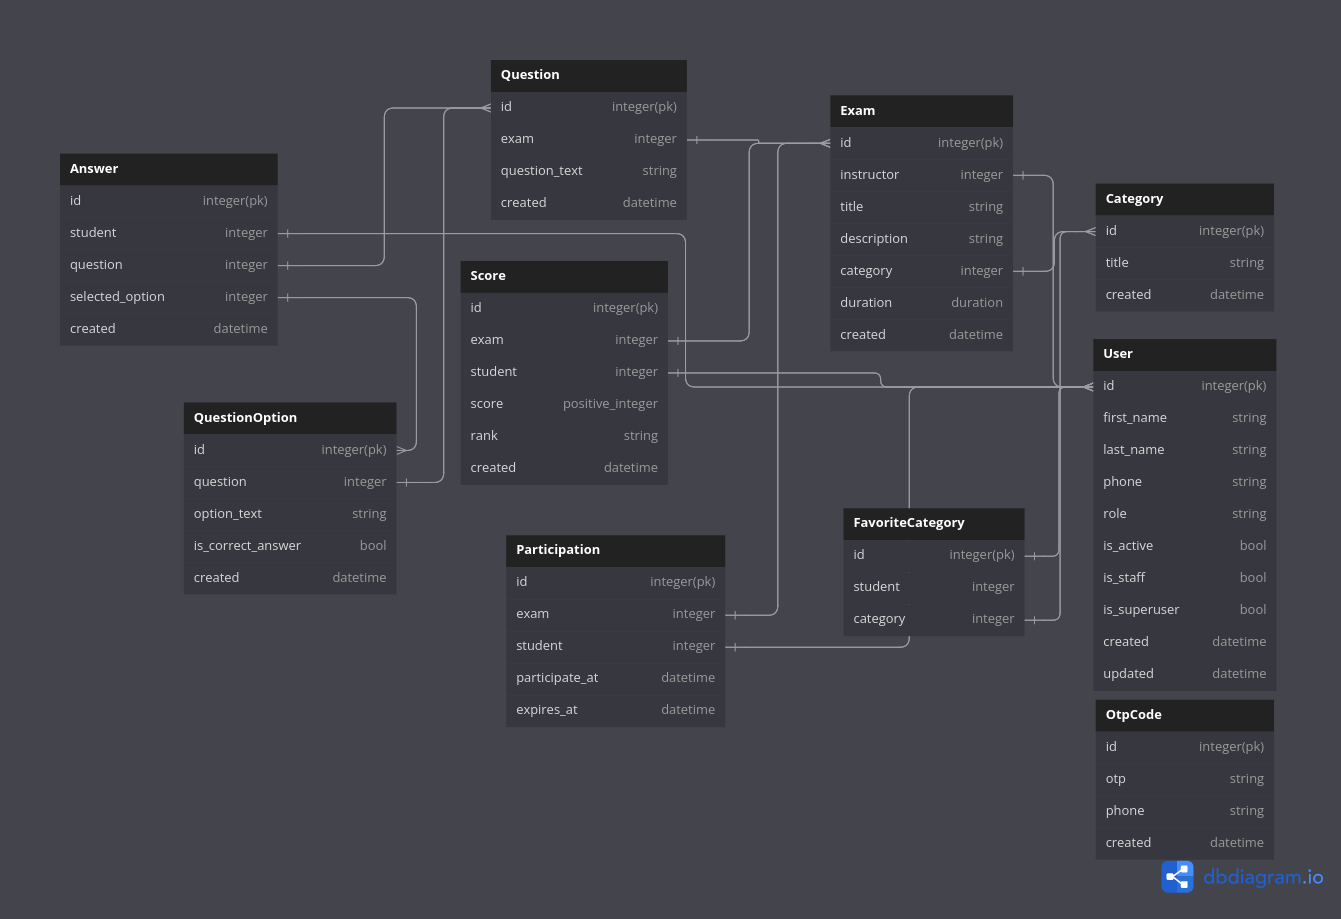 Question
id integer(pk)
exam integer
question_text string
created datetime
Exam
id integer(pk)
instructor integer
title string
description string
category integer
duration duration
created datetime
Answer
id integer(pk)
student integer
question integer
selected_option integer
created datetime
Category
id integer(pk)
title string
created datetime
Score
id integer(pk)
exam integer
student integer
score positive_integer
rank string
created datetime
User
id integer(pk)
first_name string
last_name string
phone string
role string
is_active bool
is_staff bool
is_superuser bool
created datetime
updated datetime
QuestionOption
id integer(pk)
question integer
option_text string
is_correct_answer bool
created datetime
FavoriteCategory
id integer(pk)
student integer
category integer
Participation
id integer(pk)
exam integer
student integer
participate_at datetime
expires_at datetime
OtpCode
id integer(pk)
otp string
phone string
created datetime
dbdiagram.io